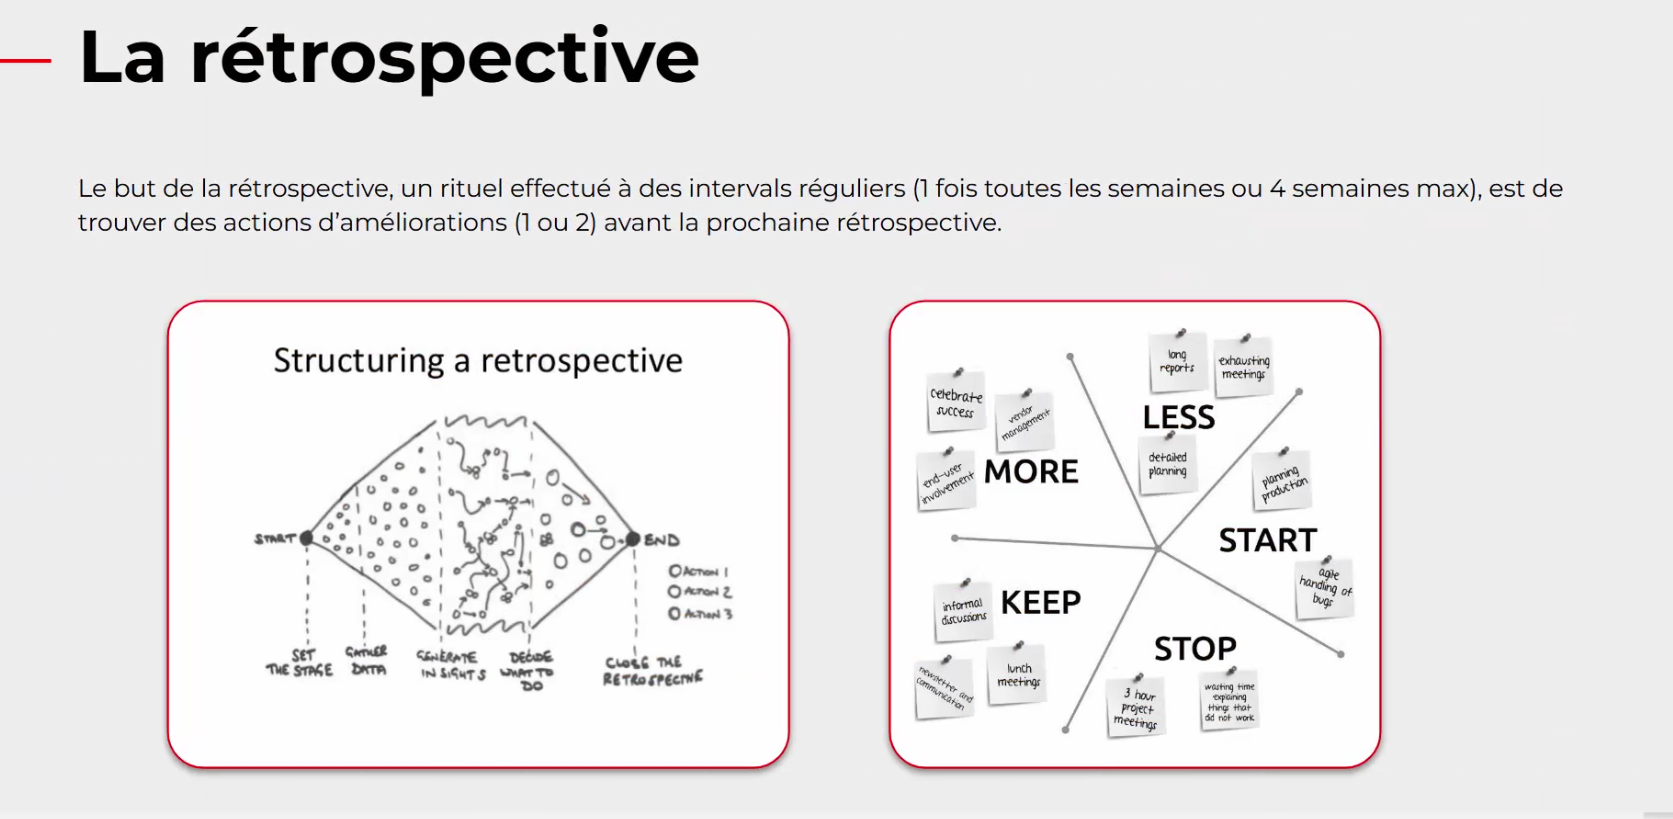 La rétrospective
Le but de la rétrospective, un rituel effectué à des intervals réguliers (1 fois toutes les semaines ou 4 semaines max), est de
trouver des actions d'améliorations (1 ou 2) avant la prochaine rétrospective.
Structuring a retrospective
START
END
ACTION 1
ACTION 2
ACTION 3
SET
THE STAGE
GATHER
DATA
GENERATE
INSIGHTS
DECIDE
WHAT TO
DO
CLOSE THE
RETROSPECTIVE
celebrate
success
vendor
management
end-user
involvement
MORE
long
reports
exhausting
meetings
LESS
detailed
planning
planning
production
START
agile
handling of
bugs
informal
discussions
KEEP
newsletter and
communication
lunch
meetings
STOP
3 hour
project
meetings
wasting time
explaining
things that
did not work